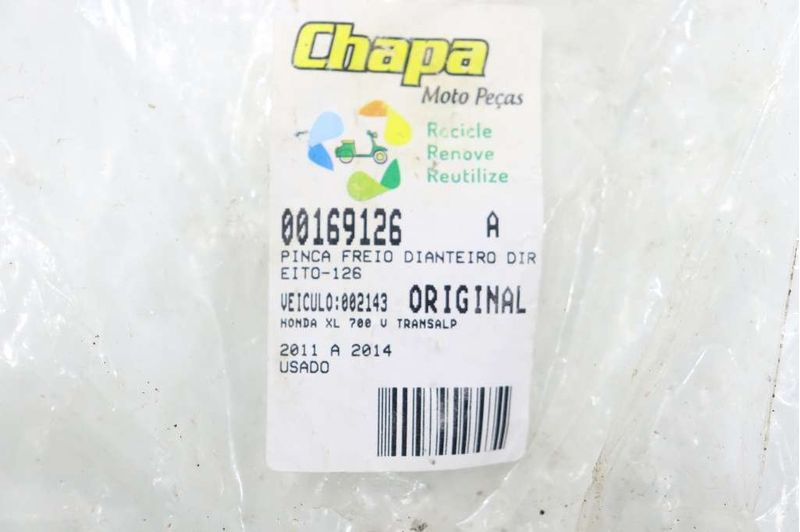 Chapa
Moto Peças
Recicle
Renove
Reutilize
00169126 A
PINCA FREIO DIANTEIRO DIR
EITO-126
VEICULO:002143 ORIGINAL
HONDA XL 700 V TRANSALP
2011 A 2014
USADO